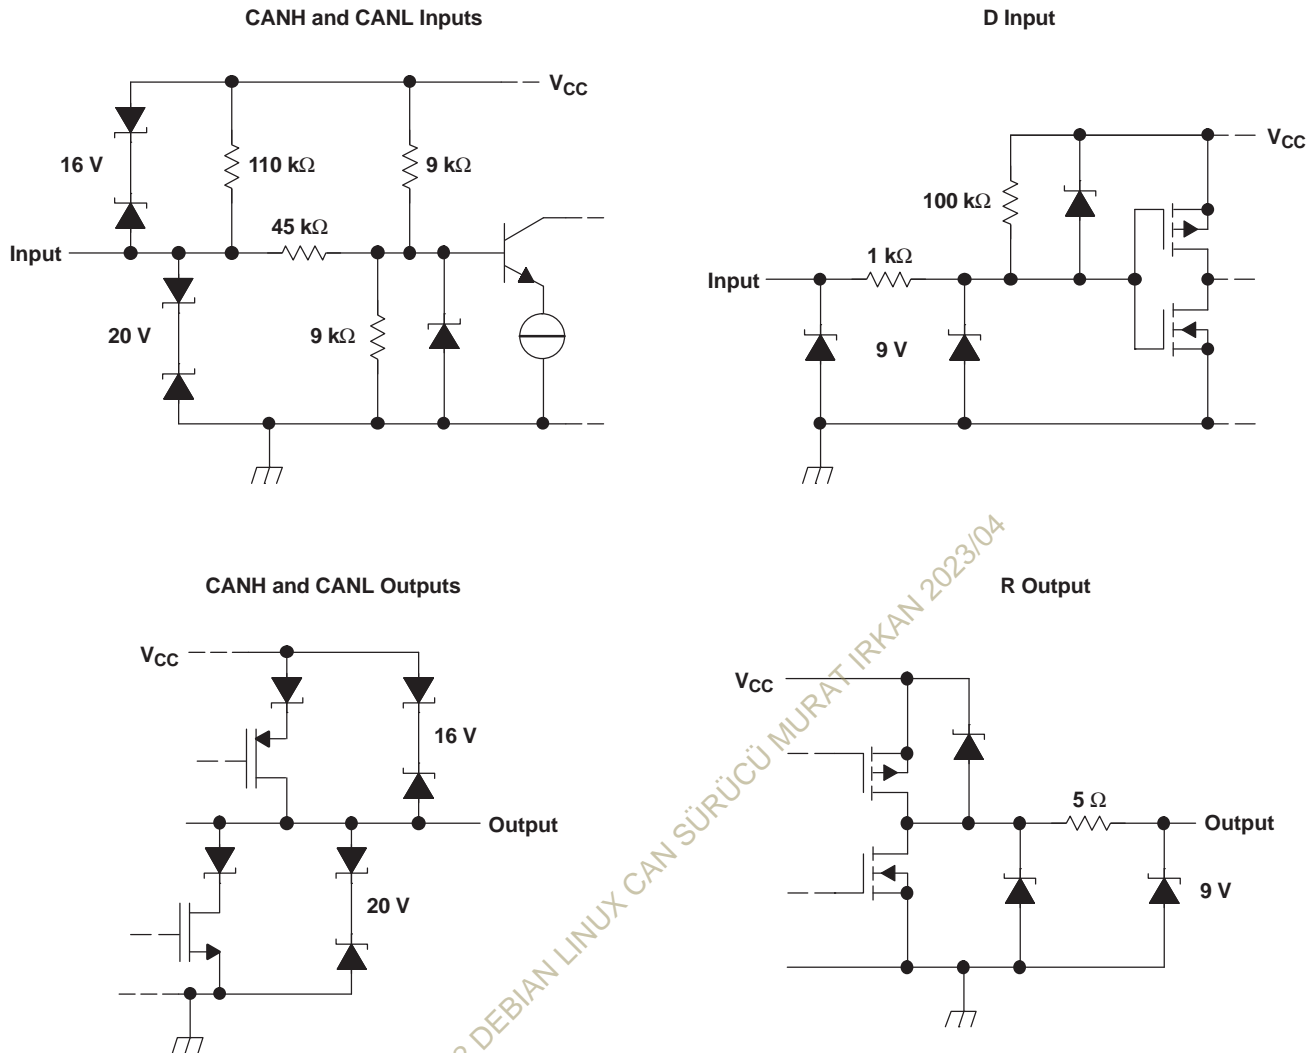 CANH and CANL Inputs
VCC
16 V
110 kΩ
9 kΩ
45 kΩ
Input
20 V
9 kΩ
D Input
VCC
100 kΩ
1 kΩ
Input
9 V
CANH and CANL Outputs
VCC
16 V
Output
20 V
R Output
VCC
5 Ω
Output
9 V
DEBIAN LINUX CAN SÜRÜCÜ MURAT IRKAN 2023/04